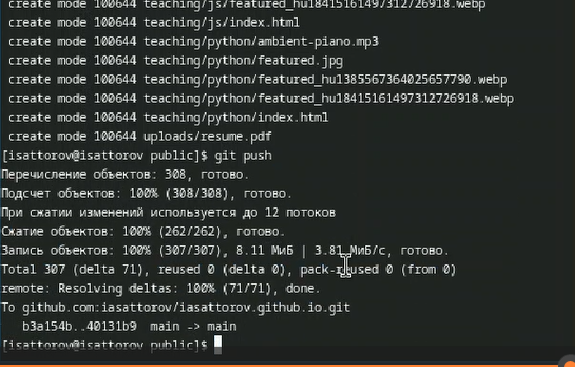 create mode 100644 teaching/js/featured_hu18415161497312726918.webp
create mode 100644 teaching/js/index.html
create mode 100644 teaching/python/ambient-piano.mp3
create mode 100644 teaching/python/featured.jpg
create mode 100644 teaching/python/featured_hu1385567364025657790.webp
create mode 100644 teaching/python/featured_hu18415161497312726918.webp
create mode 100644 teaching/python/index.html
create mode 100644 uploads/resume.pdf
[isattorov@isattorov public]$ git push
Перечисление объектов: 308, готово.
Подсчет объектов: 100% (308/308), готово.
При сжатии изменений используется до 12 потоков
Сжатие объектов: 100% (262/262), готово.
Запись объектов: 100% (307/307), 8.11 МиБ | 3.81 МиБ/с, готово.
Total 307 (delta 71), reused 0 (delta 0), pack-reused 0 (from 0)
remote: Resolving deltas: 100% (71/71), done.
To github.com:isattorov/iasattorov.github.io.git
b3a154b..40131b9  main -> main
[isattorov@isattorov public]$